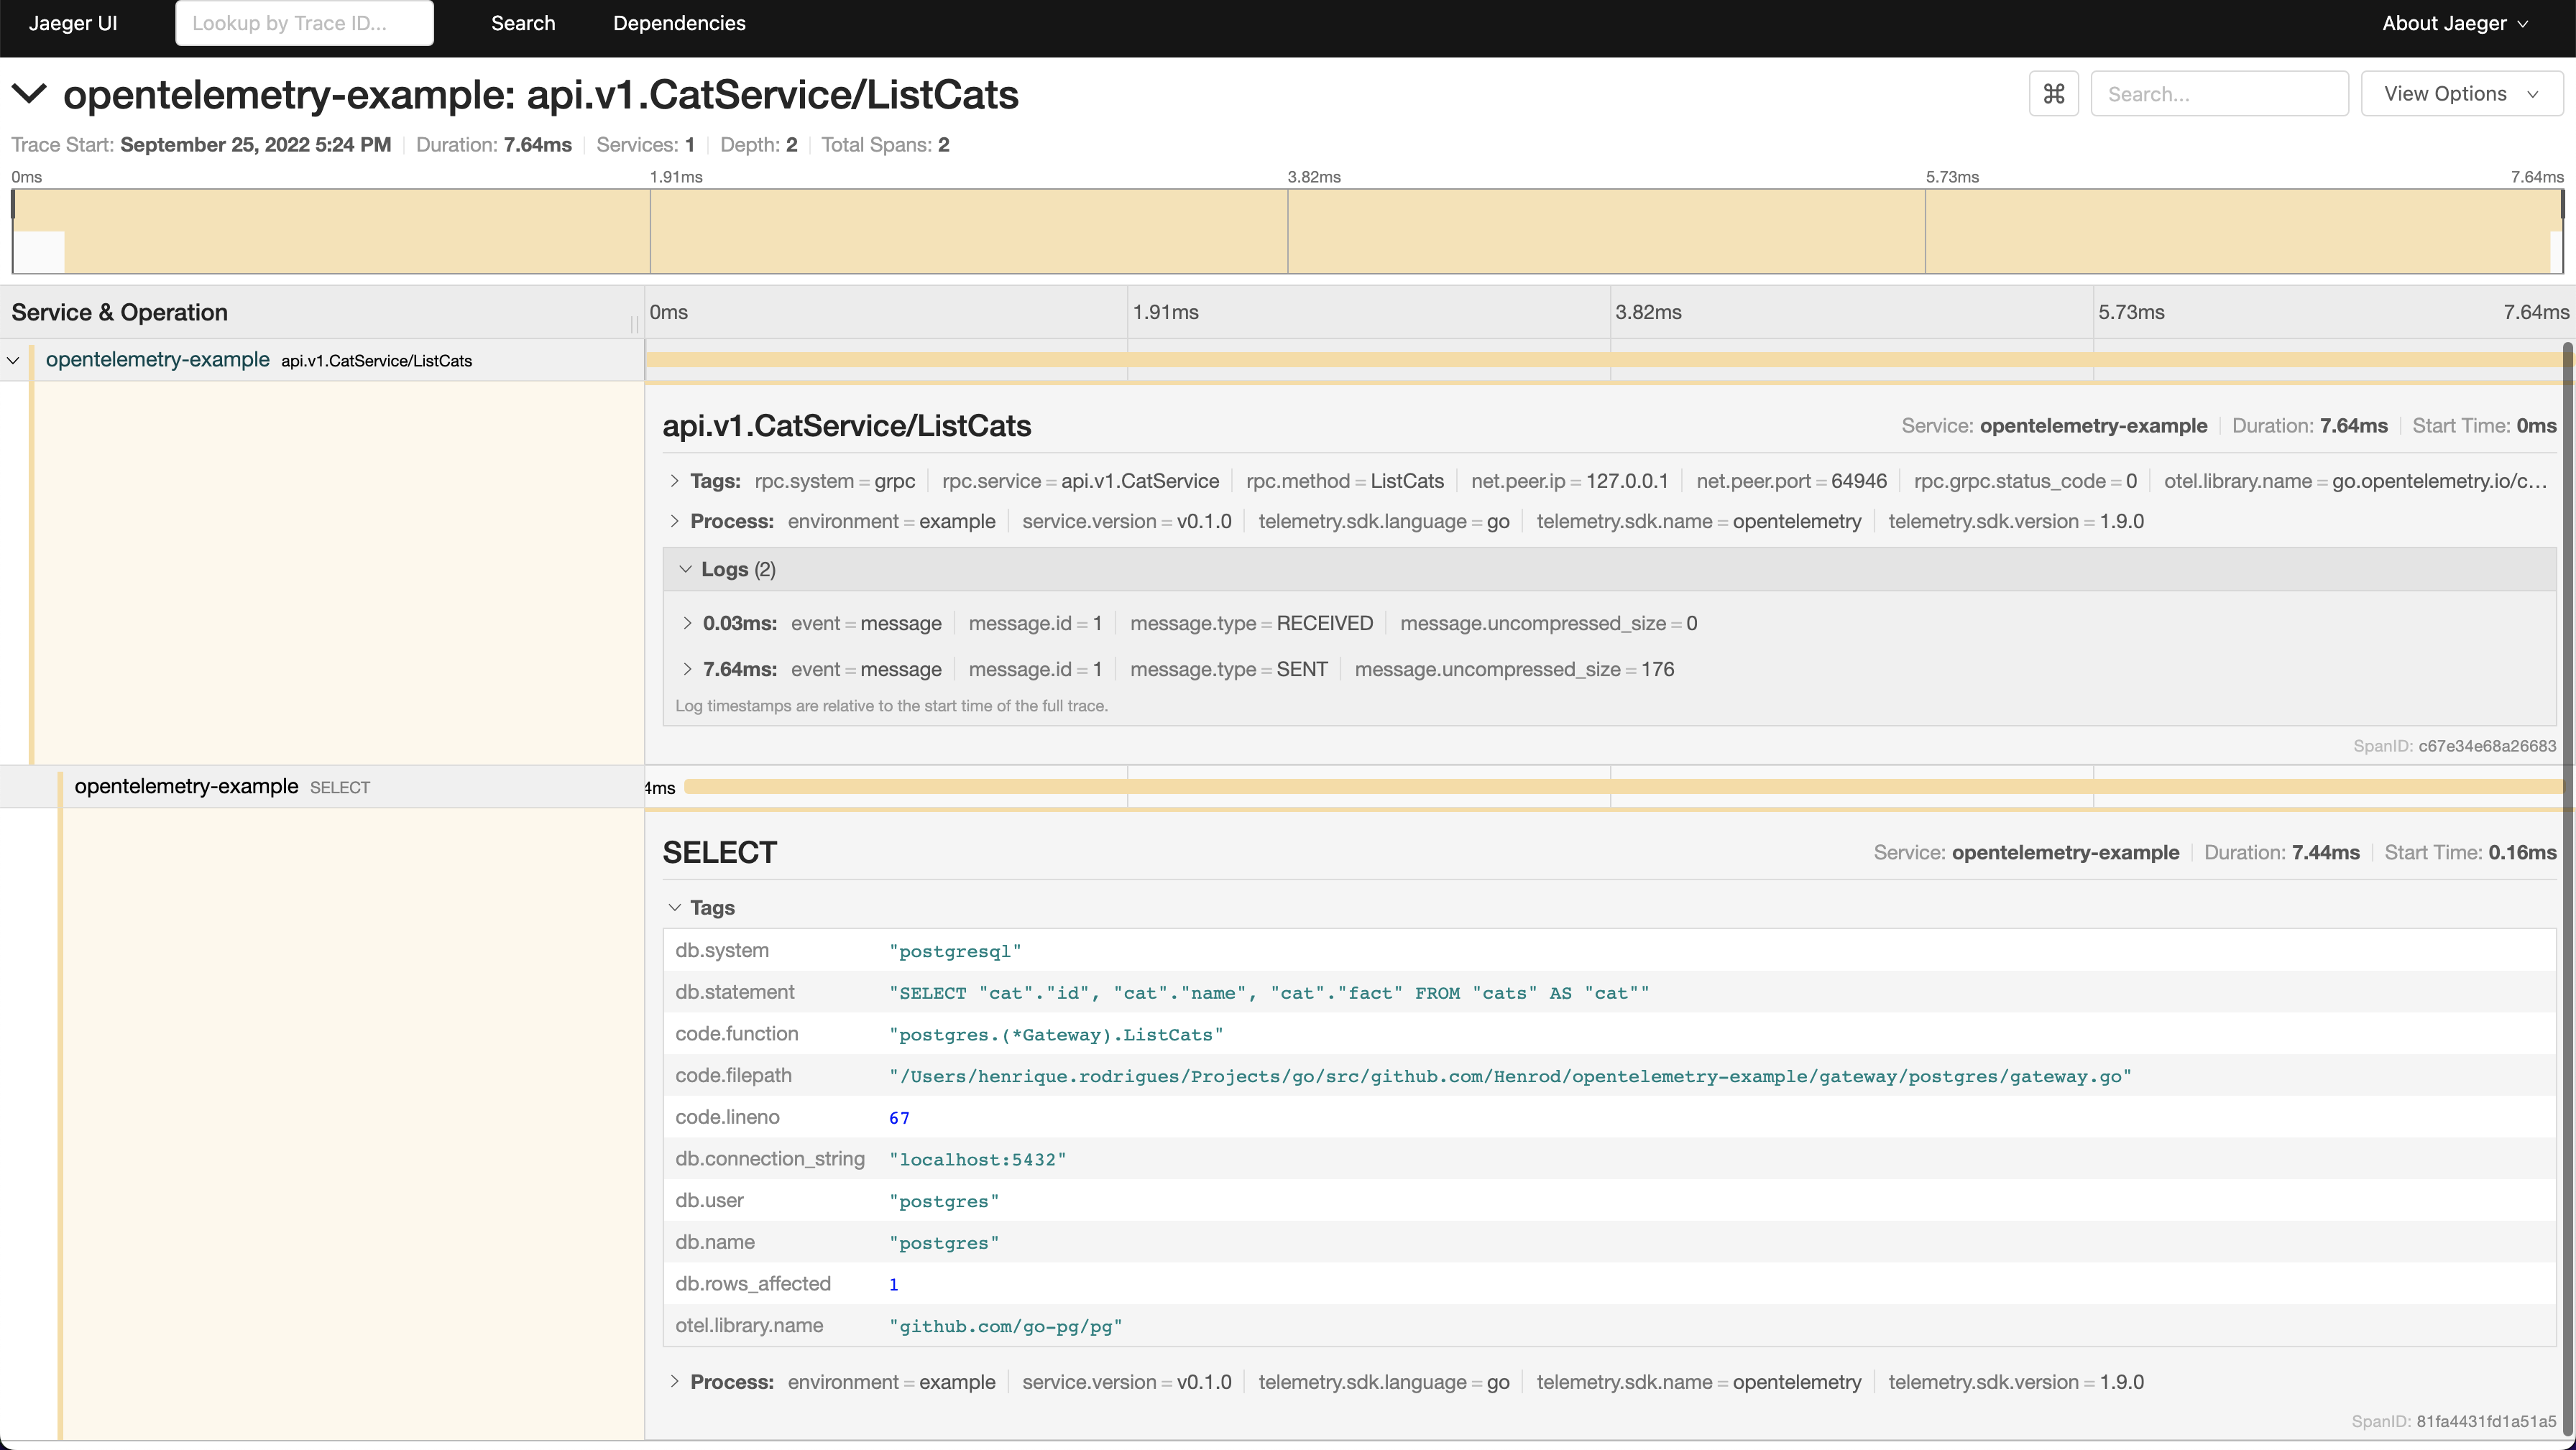 Jaeger UI Lookup by Trace ID... Search Dependencies About Jaeger
opentelemetry-example: api.v1.CatService/ListCats ⌘ Search... View Options
Trace Start: September 25, 2022 5:24 PM Duration: 7.64ms Services: 1 Depth: 2 Total Spans: 2
0ms 1.91ms 3.82ms 5.73ms 7.64ms
Service & Operation 0ms 1.91ms 3.82ms 5.73ms 7.64ms
opentelemetry-example api.v1.CatService/ListCats
api.v1.CatService/ListCats Service: opentelemetry-example Duration: 7.64ms Start Time: 0ms
Tags: rpc.system = grpc rpc.service = api.v1.CatService rpc.method = ListCats net.peer.ip = 127.0.0.1 net.peer.port = 64946 rpc.grpc.status_code = 0 otel.library.name = go.opentelemetry.io/c...
Process: environment = example service.version = v0.1.0 telemetry.sdk.language = go telemetry.sdk.name = opentelemetry telemetry.sdk.version = 1.9.0
Logs (2)
0.03ms: event = message message.id = 1 message.type = RECEIVED message.uncompressed_size = 0
7.64ms: event = message message.id = 1 message.type = SENT message.uncompressed_size = 176
Log timestamps are relative to the start time of the full trace.
SpanID: c67e34e68a26683
opentelemetry-example SELECT 4ms
SELECT Service: opentelemetry-example Duration: 7.44ms Start Time: 0.16ms
Tags
db.system "postgresql"
db.statement "SELECT "cat"."id", "cat"."name", "cat"."fact" FROM "cats" AS "cat""
code.function "postgres.(*Gateway).ListCats"
code.filepath "/Users/henrique.rodrigues/Projects/go/src/github.com/Henrod/opentelemetry-example/gateway/postgres/gateway.go"
code.lineno 67
db.connection_string "localhost:5432"
db.user "postgres"
db.name "postgres"
db.rows_affected 1
otel.library.name "github.com/go-pg/pg"
Process: environment = example service.version = v0.1.0 telemetry.sdk.language = go telemetry.sdk.name = opentelemetry telemetry.sdk.version = 1.9.0
SpanID: 81fa4431fd1a51a5